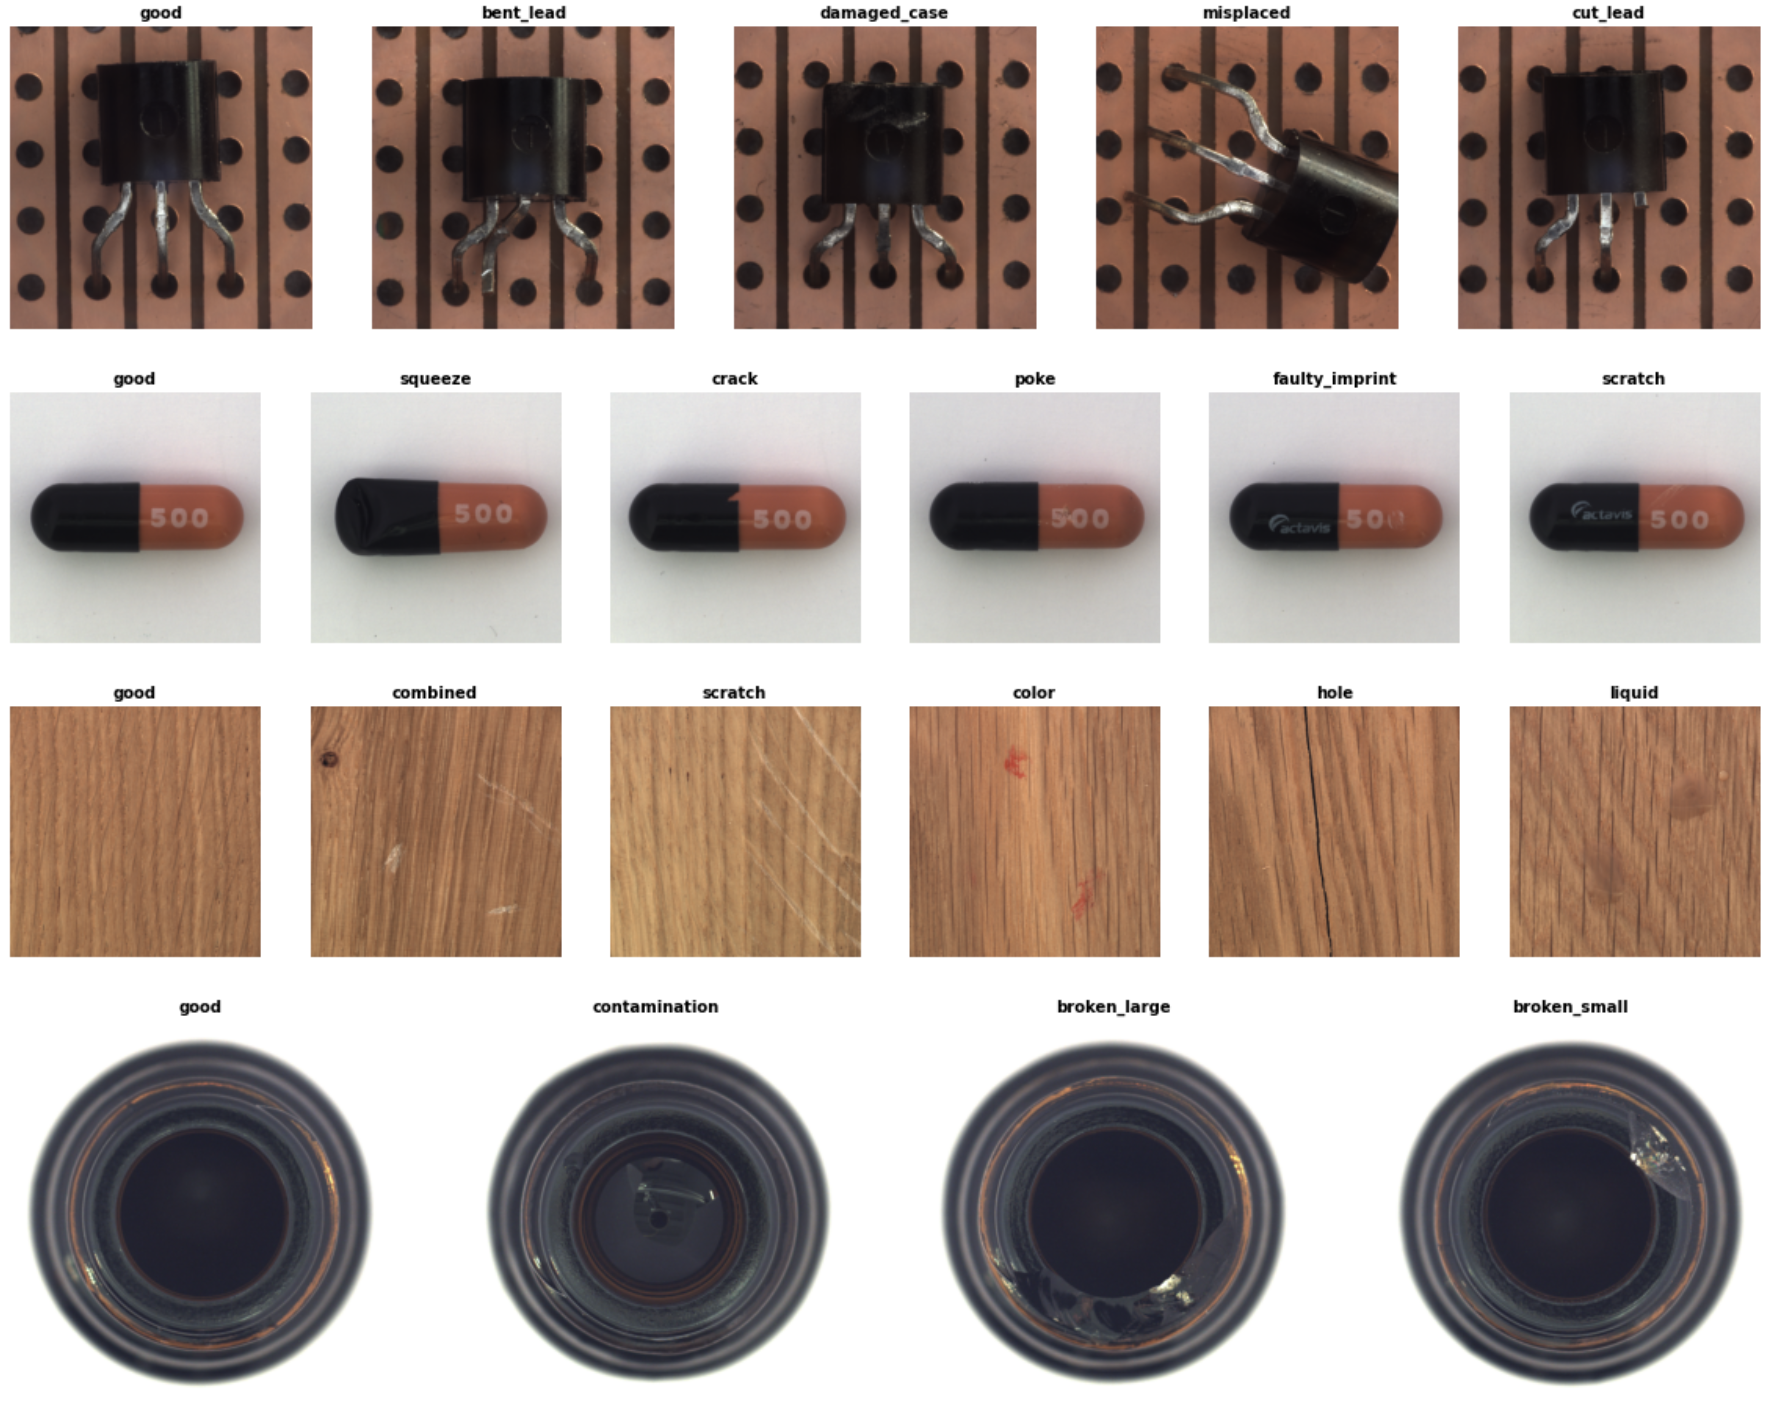 good bent_lead damaged_case misplaced cut_lead
good squeeze crack poke faulty_imprint scratch
500 500 500 500 actavis 500 actavis 500
good combined scratch color hole liquid
good contamination broken_large broken_small